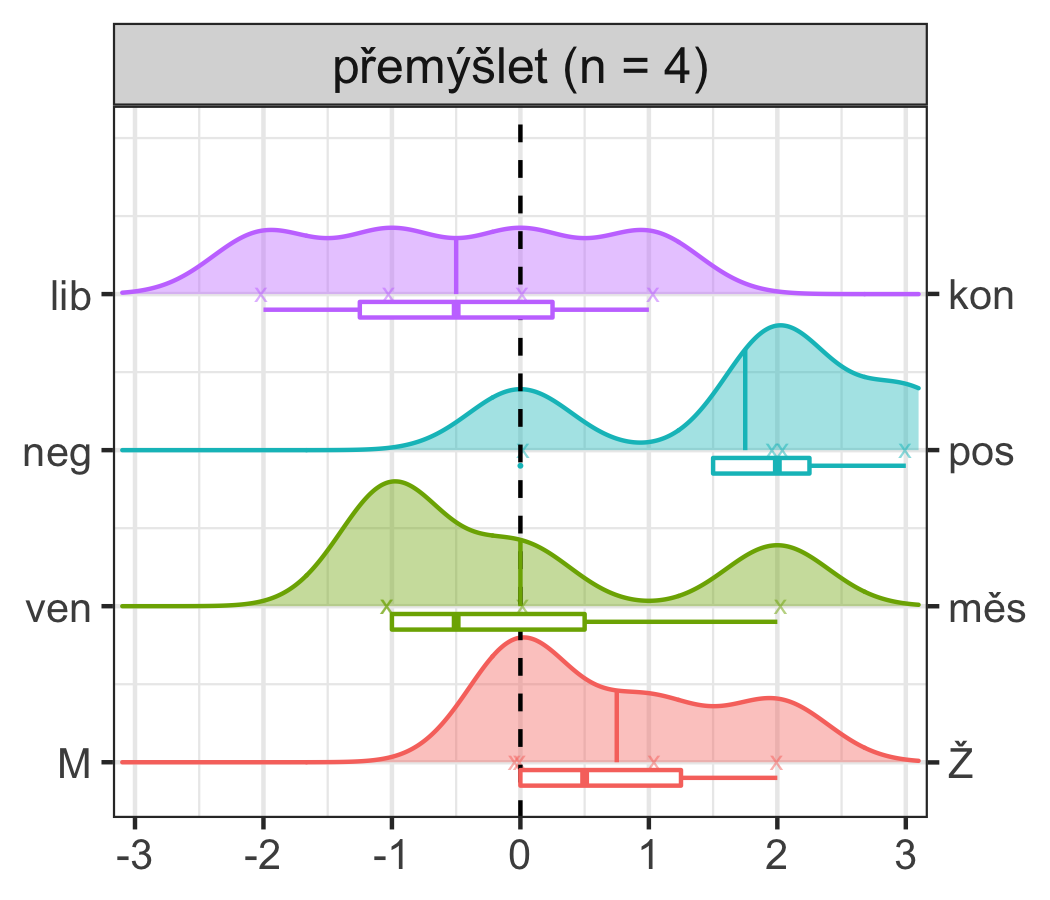 přemýšlet (n = 4)
lib kon
neg pos
ven měs
M Ž
-3 -2 -1 0 1 2 3